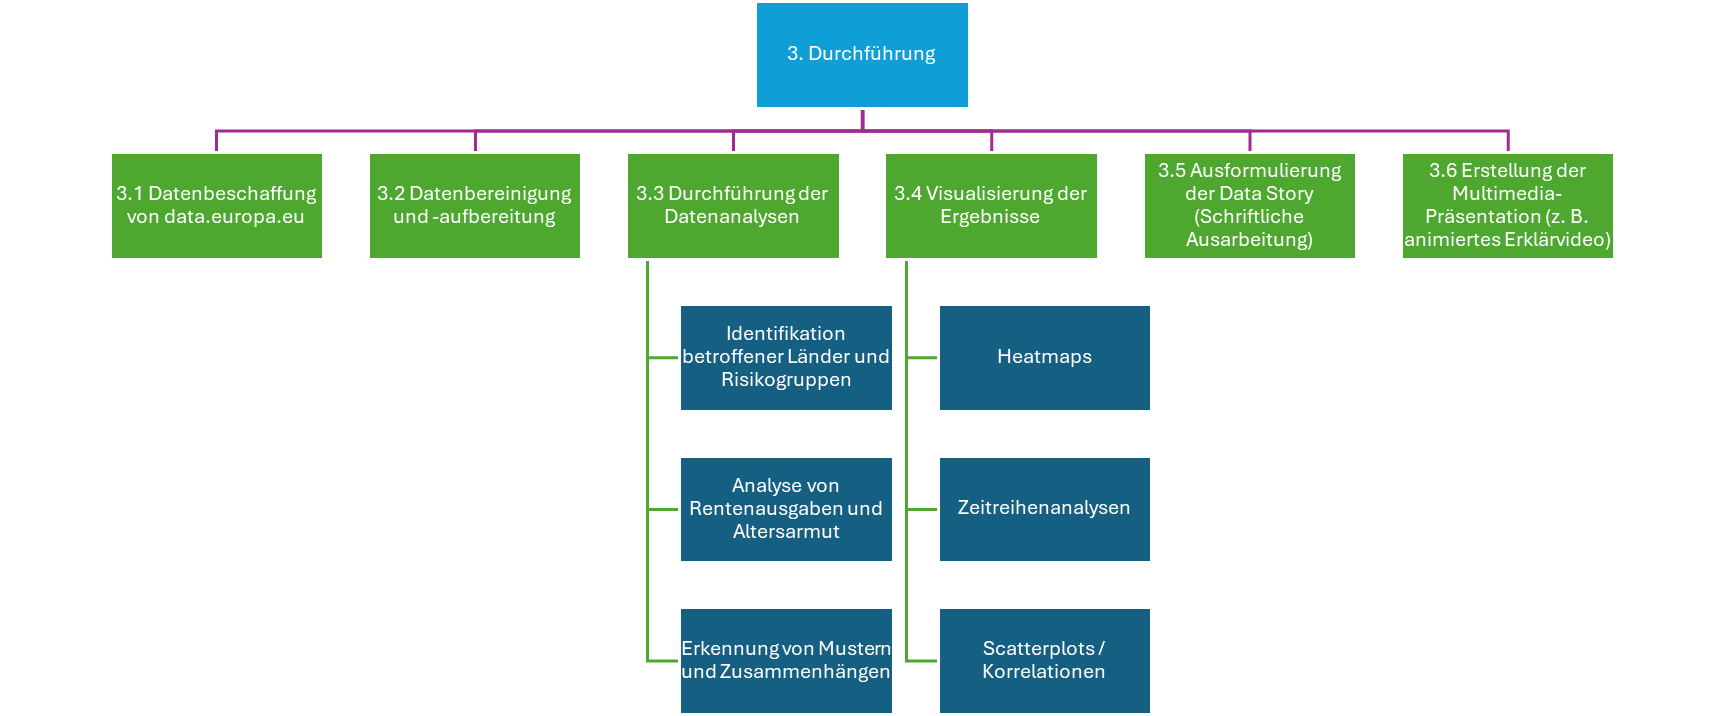 3. Durchführung
3.1 Datenbeschaffung
von data.europa.eu
3.2 Datenbereinigung
und -aufbereitung
3.3 Durchführung der
Datenanalysen
3.4 Visualisierung der
Ergebnisse
3.5 Ausformulierung
der Data Story
(Schriftliche
Ausarbeitung)
3.6 Erstellung der
Multimedia-
Präsentation (z. B.
animiertes Erklärvideo)
Identifikation
betroffener Länder und
Risikogruppen
Analyse von
Rentenausgaben und
Altersarmut
Erkennung von Mustern
und Zusammenhängen
Heatmaps
Zeitreihenanalysen
Scatterplots /
Korrelationen